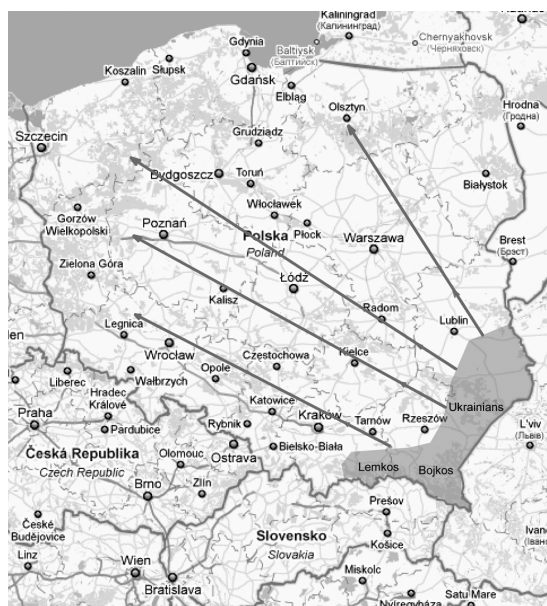 Kaliningrad
(Калининград)
Gdynia
Baltiysk
(Балтийск)
Chernyakhovsk
(Черняховск)
Koszalin
Słupsk
Gdańsk
Elbląg
Olsztyn
Hrodna
(Гродна)
Szczecin
Grudziądz
Bydgoszcz
Toruń
Białystok
Gorzów
Wielkopolski
Włocławek
Płock
Poznań
Polska
Poland
Warszawa
Brest
(Брэст)
Zielona Góra
Łódź
Kalisz
Radom
Lublin
Legnica
Wrocław
Częstochowa
Kielce
Liberec
Wałbrzych
Opole
Hradec
Králové
Katowice
Ukrainians
Praha
Pardubice
Rybnik
Kraków
Tarnów
Rzeszów
L'viv
(Львів)
Česká Republika
Czech Republic
Olomouc
Ostrava
Bielsko-Biała
Lemkos
Bojkos
Brno
Zlín
Prešov
České
Budějovice
Slovensko
Slovakia
Košice
Linz
Wien
Bratislava
Miskolc
Nyíregyháza
Satu Mare